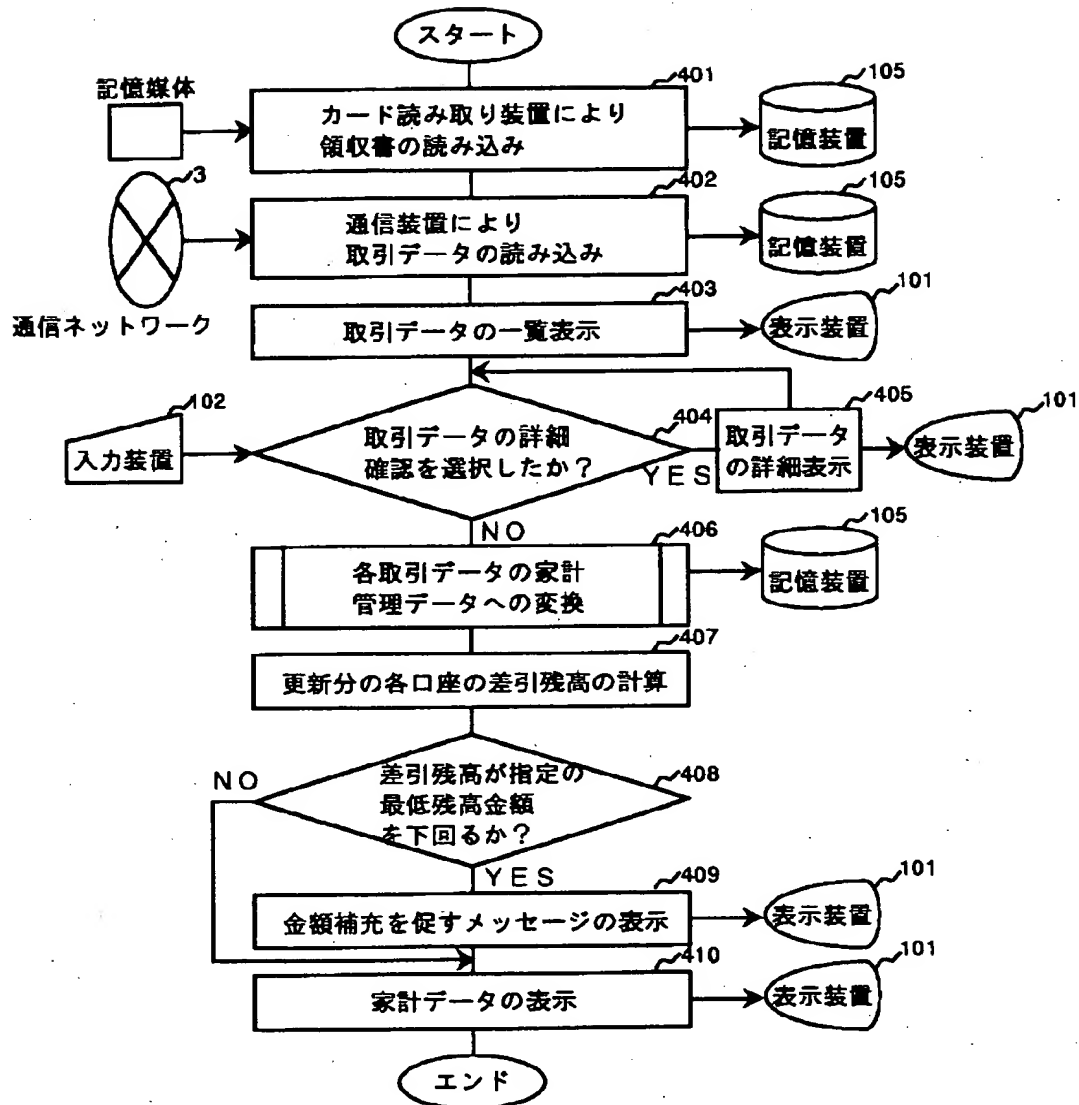 スタート
記憶媒体
401
カード読み取り装置により
領収書の読み込み
105
記憶装置
3
通信ネットワーク
402
通信装置により
取引データの読み込み
105
記憶装置
403
取引データの一覧表示
101
表示装置
102
入力装置
404
取引データの詳細
確認を選択したか？
YES
405
取引データ
の詳細表示
101
表示装置
NO
406
各取引データの家計
管理データへの変換
105
記憶装置
407
更新分の各口座の差引残高の計算
408
差引残高が指定の
最低残高金額
を下回るか？
NO
YES
409
金額補充を促すメッセージの表示
101
表示装置
410
家計データの表示
101
表示装置
エンド